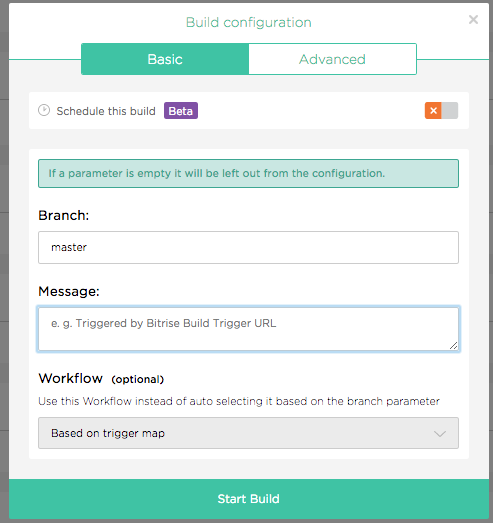 Build configuration
Basic
Advanced
Schedule this build Beta
If a parameter is empty it will be left out from the configuration.
Branch:
master
Message:
e. g. Triggered by Bitrise Build Trigger URL
Workflow (optional)
Use this Workflow instead of auto selecting it based on the branch parameter
Based on trigger map
Start Build